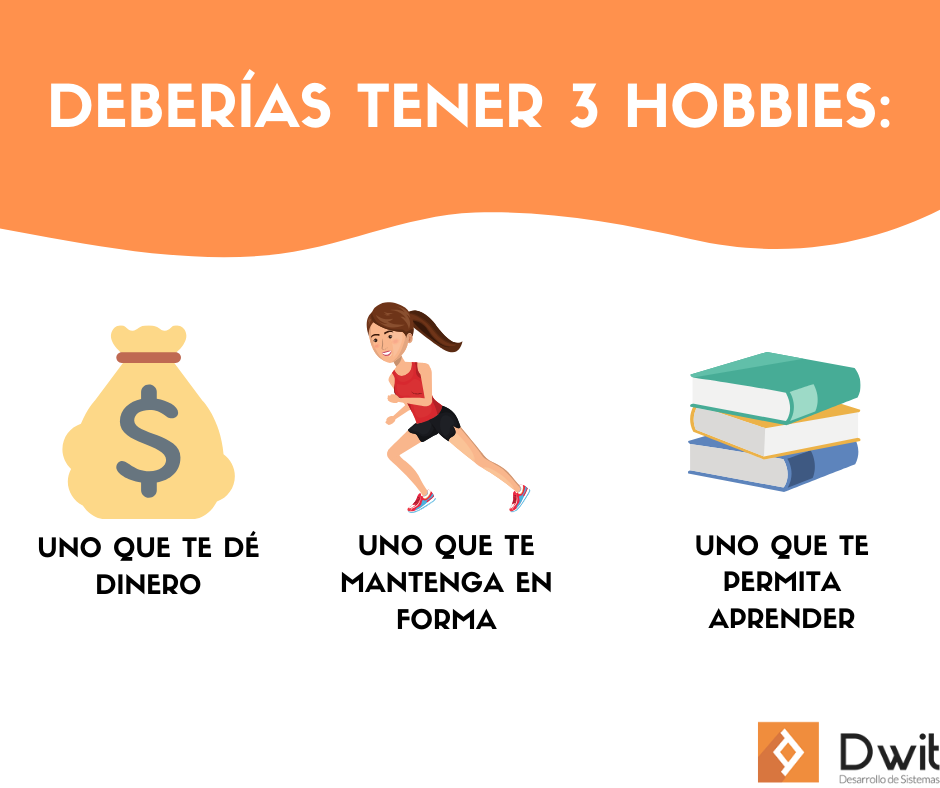 DEBERÍAS TENER 3 HOBBIES:
$
UNO QUE TE DÉ
DINERO
UNO QUE TE
MANTENGA EN
FORMA
UNO QUE TE
PERMITA
APRENDER
Dwit
Desarrollo de Sistemas